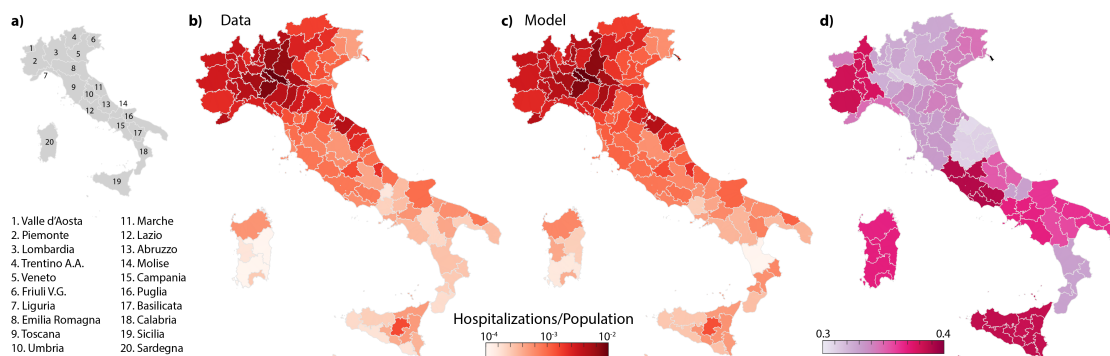 a)
b) Data
c) Model
d)
1
2
3
4
5
6
7
8
9
10
11
12
13
14
15
16
17
18
19
20
1. Valle d'Aosta
2. Piemonte
3. Lombardia
4. Trentino A.A.
5. Veneto
6. Friuli V.G.
7. Liguria
8. Emilia Romagna
9. Toscana
10. Umbria
11. Marche
12. Lazio
13. Abruzzo
14. Molise
15. Campania
16. Puglia
17. Basilicata
18. Calabria
19. Sicilia
20. Sardegna
Hospitalizations/Population
10⁻⁴ 10⁻³ 10⁻²
0.3 0.4